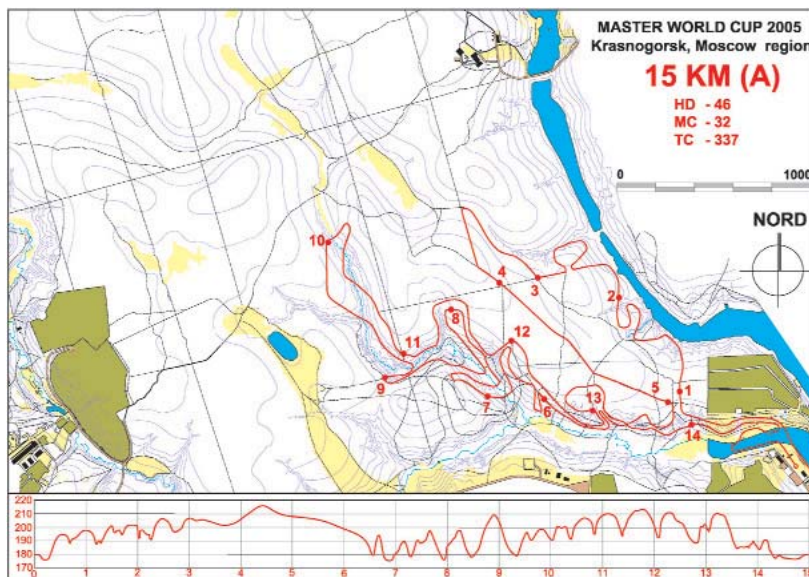 MASTER WORLD CUP 2005
Krasnogorsk, Moscow region
15 KM (A)
HD - 46
MC - 32
TC - 337
0 1000
NORD
10
4
3
2
8
12
11
9
7
6
13
5
1
14
220
210
200
190
180
170
0 1 2 3 4 5 6 7 8 9 10 11 12 13 14 15